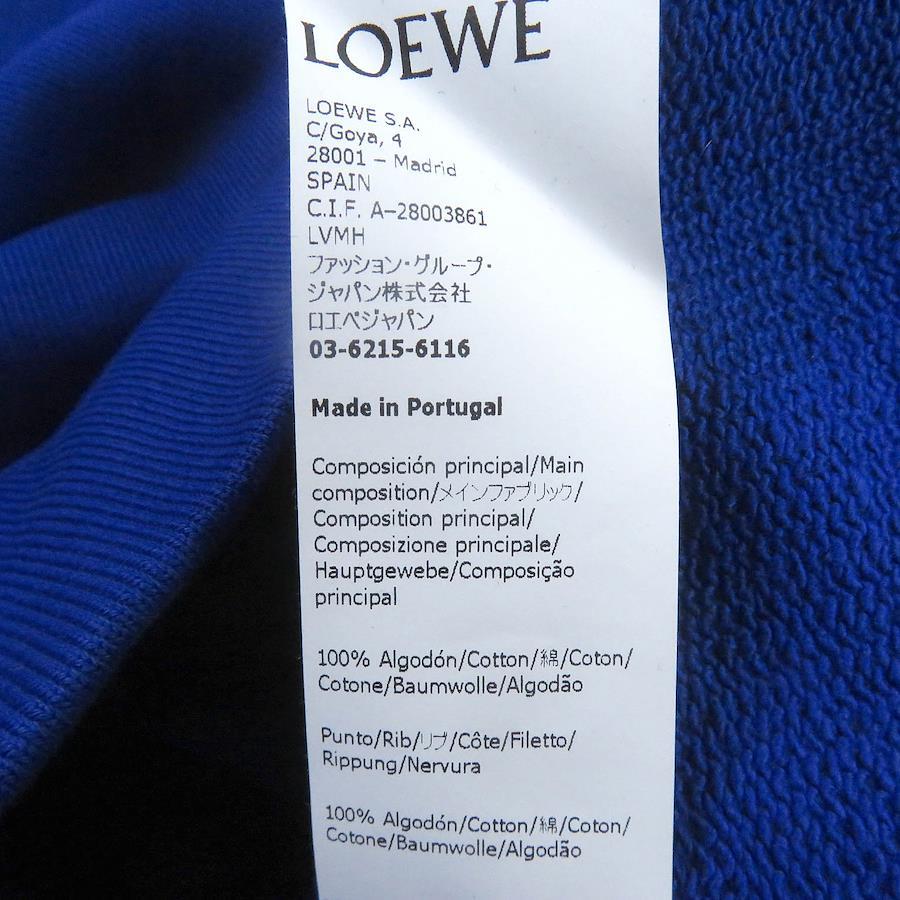 LOEWE
LOEWE S.A.
C/Goya, 4
28001 – Madrid
SPAIN
C.I.F. A–28003861
LVMH
ファッション・グループ・
ジャパン株式会社
ロエベジャパン
03-6215-6116
Made in Portugal
Composición principal/Main
composition/メインファブリック/
Composition principal/
Composizione principale/
Hauptgewebe/Composição
principal
100% Algodón/Cotton/綿/Coton/
Cotone/Baumwolle/Algodão
Punto/Rib/リブ/Côte/Filetto/
Rippung/Nervura
100% Algodón/Cotton/綿/Coton/
Cotone/Baumwolle/Algodão